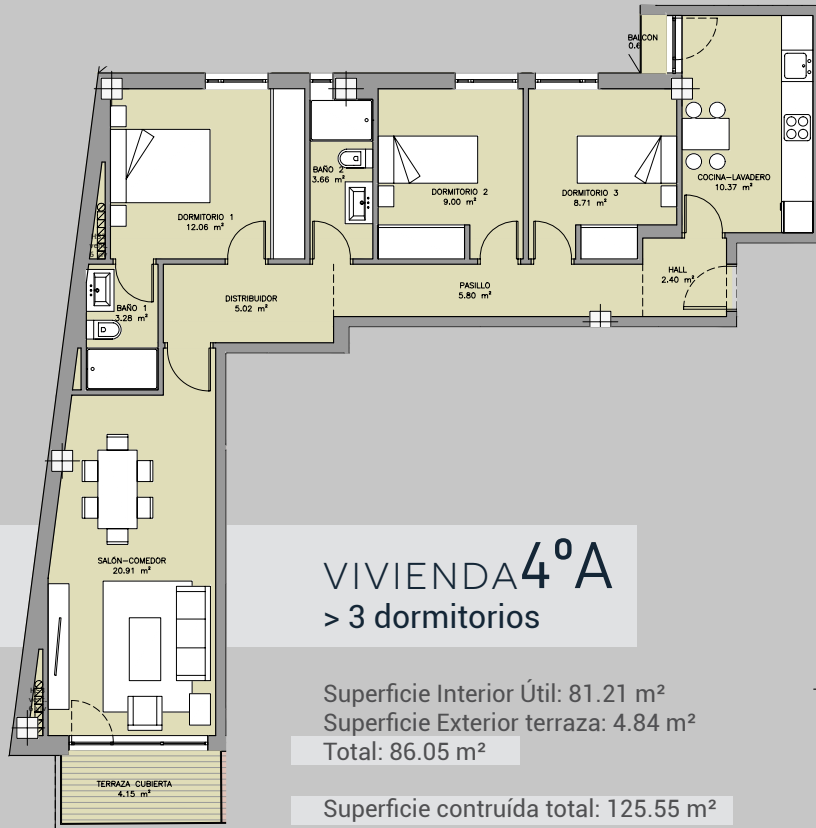 BALCON
0.6
COCINA-LAVADERO
10.37 m²
BAÑO 2
3.66 m²
DORMITORIO 1
12.06 m²
DORMITORIO 2
9.00 m²
DORMITORIO 3
8.71 m²
HALL
2.40 m²
PASILLO
5.80 m²
DISTRIBUIDOR
5.02 m²
BAÑO 1
3.28 m²
SALÓN-COMEDOR
20.91 m²
TERRAZA CUBIERTA
4.15 m²
VIVIENDA 4ºA
> 3 dormitorios
Superficie Interior Útil: 81.21 m²
Superficie Exterior terraza: 4.84 m²
Total: 86.05 m²
Superficie contruída total: 125.55 m²